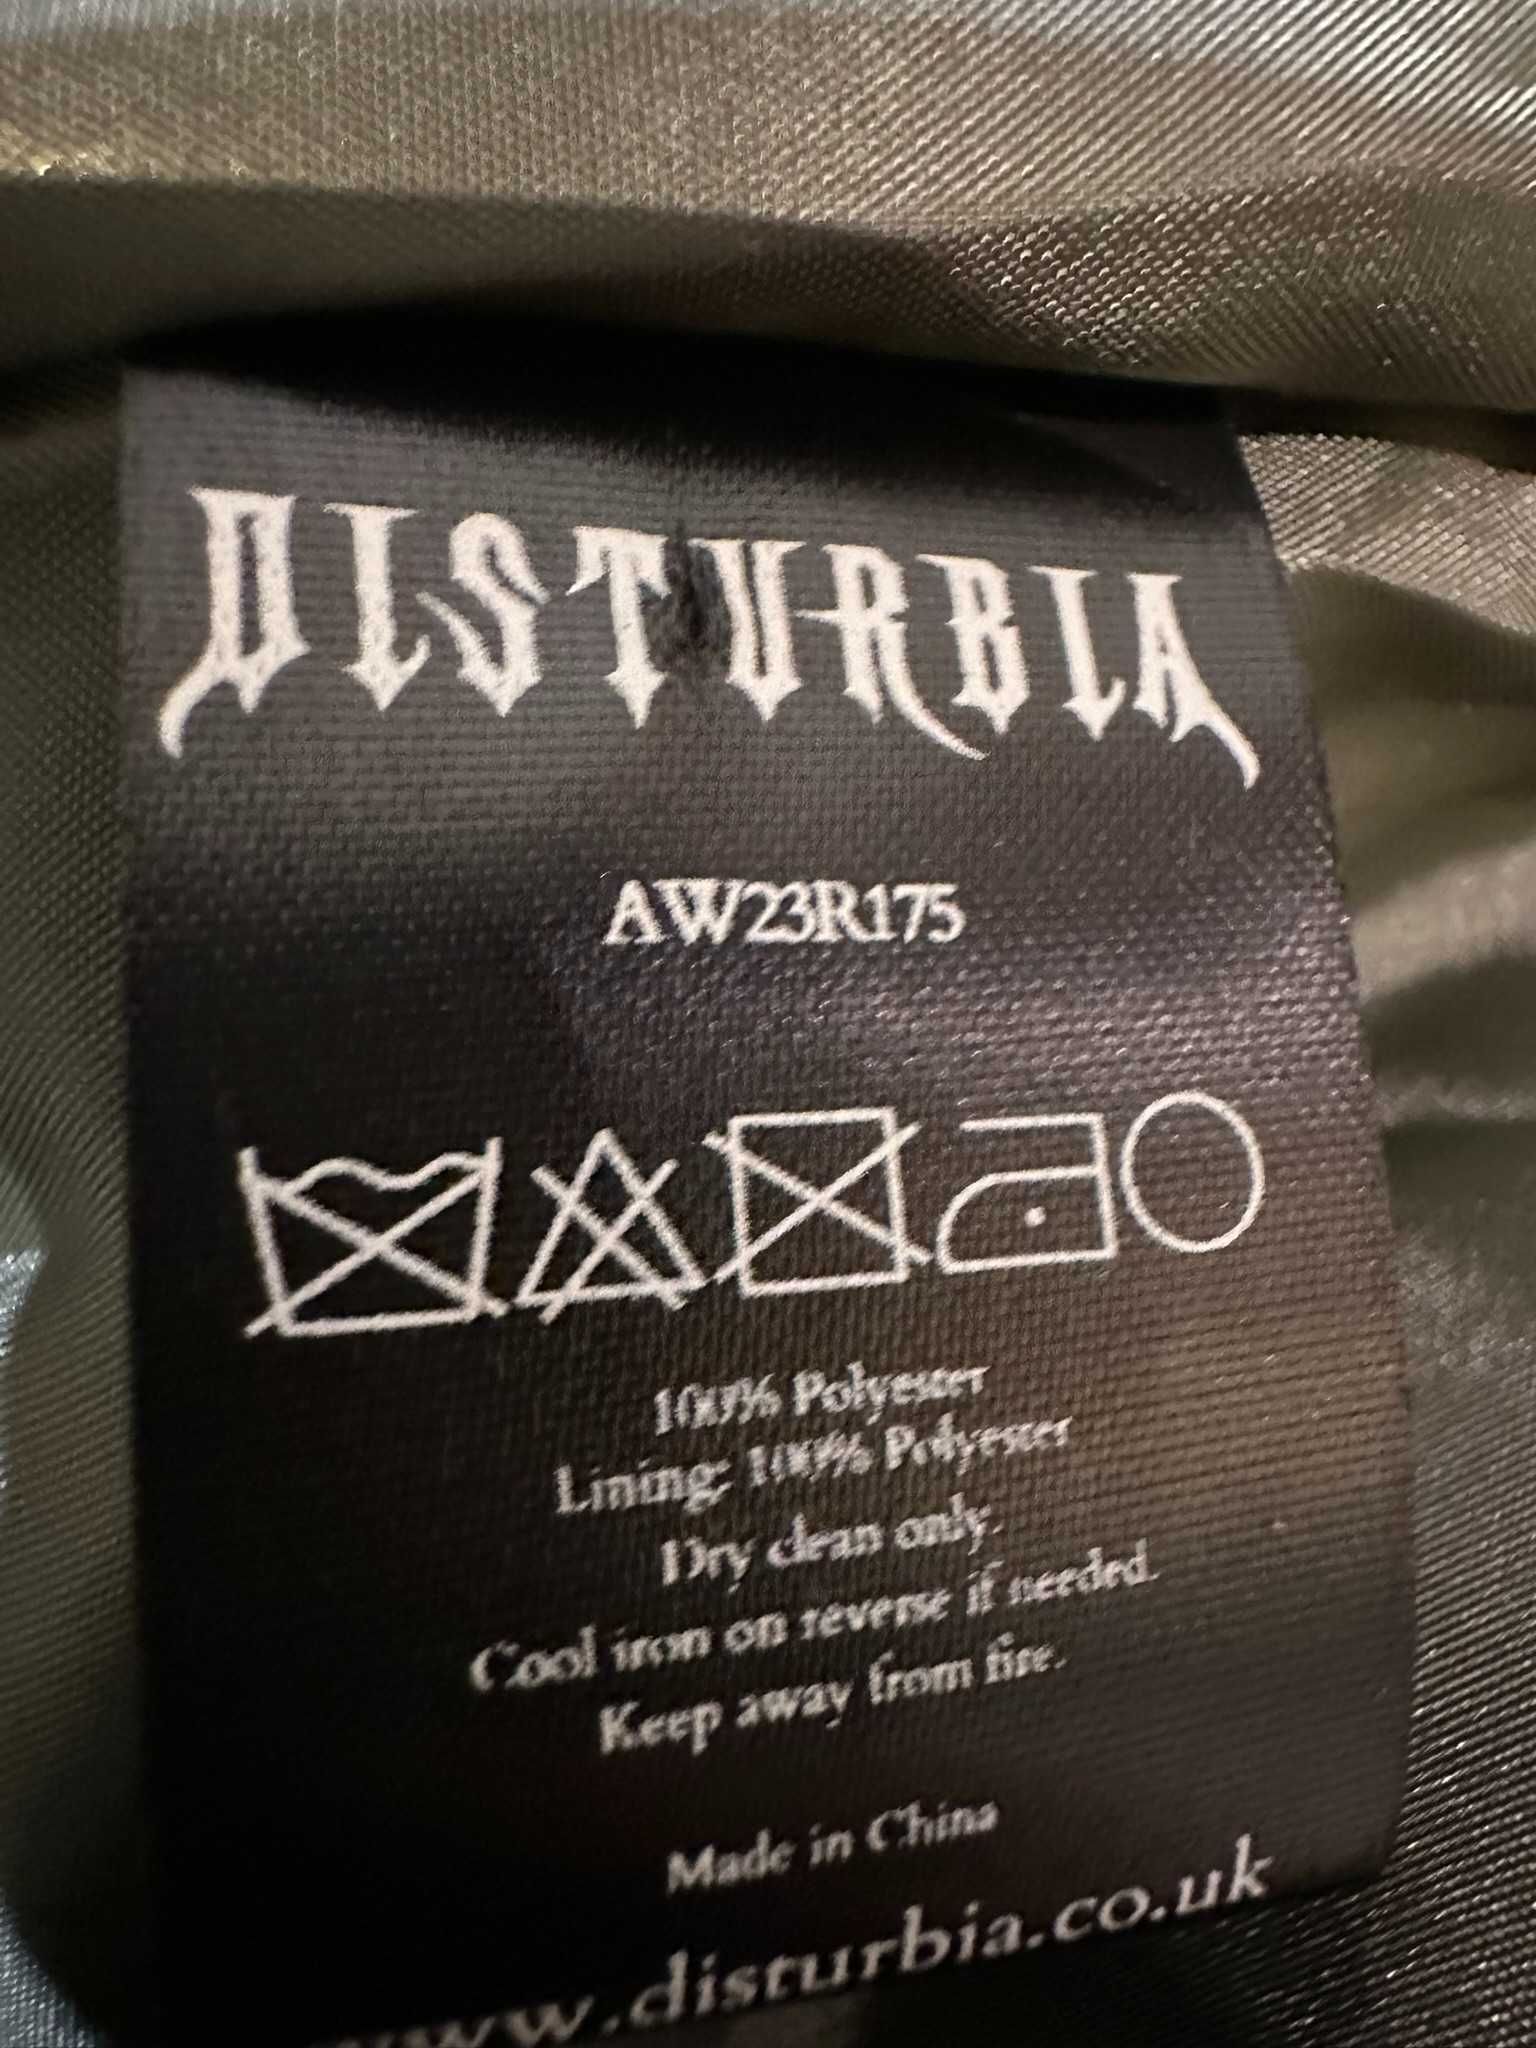 DISTURBIA
AW23R175
100% Polyester
Lining: 100% Polyester
Dry clean only.
Cool iron on reverse if needed.
Keep away from fire.
Made in China
www.disturbia.co.uk